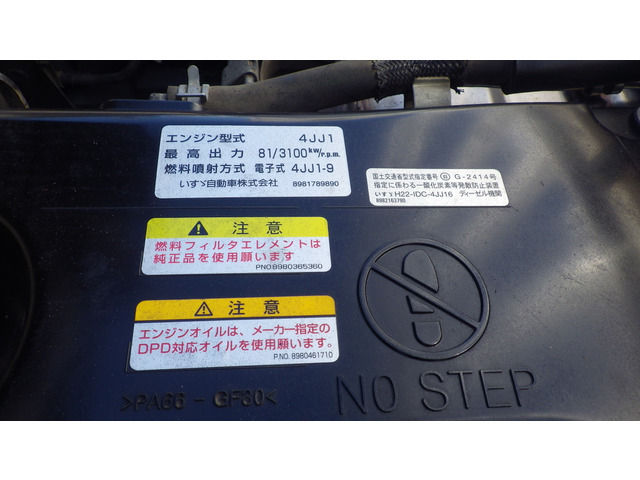 エンジン型式 4JJ1
最高出力 81/3100kW/r.p.m.
燃料噴射方式 電子式 4JJ1-9
いすゞ自動車株式会社 8981789890
国土交通省型式指定番号 Ⓑ G-2414号
指定に係わる一酸化炭素等発散防止装置
いすゞH22-IDC-4JJ16 ディーゼル機関
8982163760
⚠ 注意
燃料フィルタエレメントは
純正品を使用願います
PNO.8980365360
⚠ 注意
エンジンオイルは、メーカー指定の
DPD対応オイルを使用願います。
P.NO. 8980461710
>PA66-GF30<
NO STEP